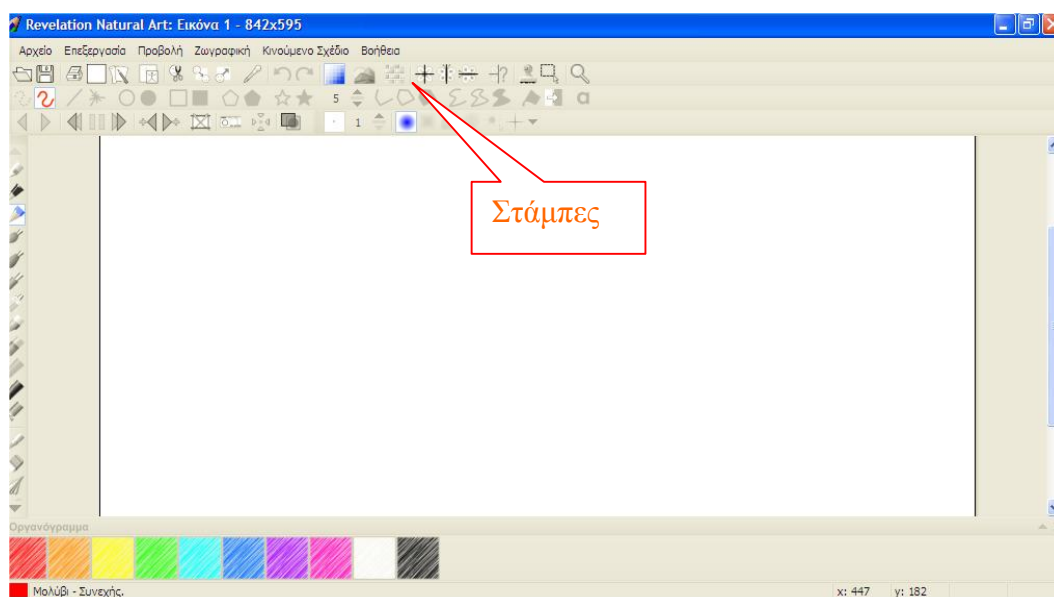 Revelation Natural Art: Εικόνα 1 - 842x595
Αρχείο Επεξεργασία Προβολή Ζωγραφική Κινούμενο Σχέδιο Βοήθεια
5
1
Στάμπες
Οργανόγραμμα
Μολύβι - Συνεχής. x: 447 y: 182